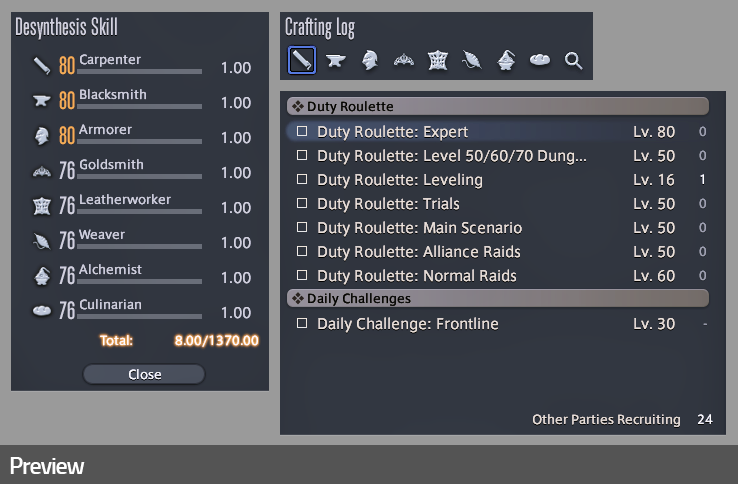 Desynthesis Skill
80 Carpenter 1.00
80 Blacksmith 1.00
80 Armorer 1.00
76 Goldsmith 1.00
76 Leatherworker 1.00
76 Weaver 1.00
76 Alchemist 1.00
76 Culinarian 1.00
Total: 8.00/1370.00
Close
Crafting Log
Duty Roulette
Duty Roulette: Expert Lv. 80 0
Duty Roulette: Level 50/60/70 Dung... Lv. 50 0
Duty Roulette: Leveling Lv. 16 1
Duty Roulette: Trials Lv. 50 0
Duty Roulette: Main Scenario Lv. 50 0
Duty Roulette: Alliance Raids Lv. 50 0
Duty Roulette: Normal Raids Lv. 60 0
Daily Challenges
Daily Challenge: Frontline Lv. 30 -
Other Parties Recruiting 24
Preview